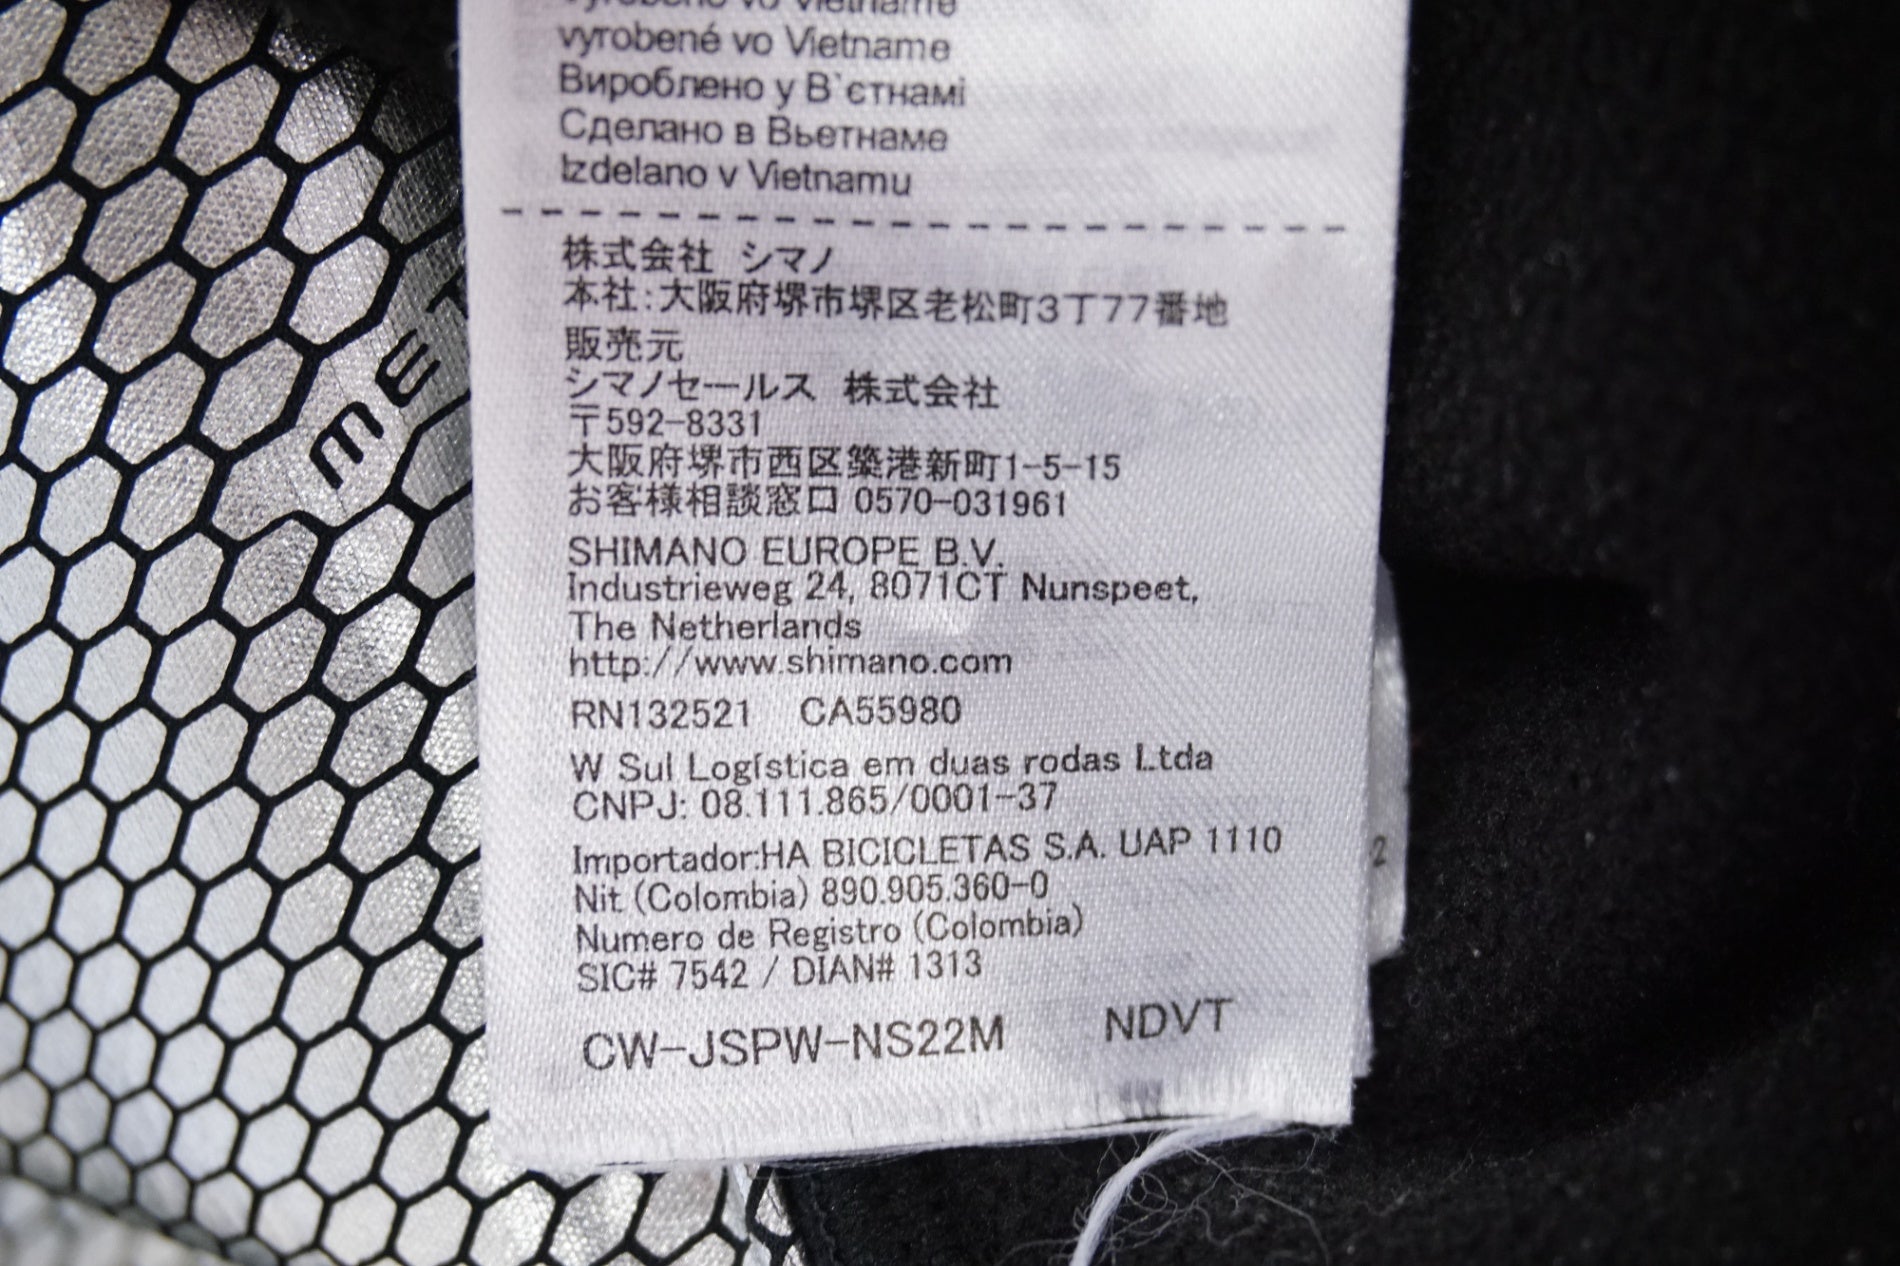 vyrobeno vo Vietname
vyrobené vo Vietname
Вироблено у В`єтнамі
Сделано в Вьетнаме
Izdelano v Vietnamu
株式会社 シマノ
本社:大阪府堺市堺区老松町3丁77番地
販売元
シマノセールス 株式会社
〒592-8331
大阪府堺市西区築港新町1-5-15
お客様相談窓口 0570-031961
SHIMANO EUROPE B.V.
Industrieweg 24, 8071CT Nunspeet,
The Netherlands
http://www.shimano.com
RN132521 CA55980
W Sul Logística em duas rodas Ltda
CNPJ: 08.111.865/0001-37
Importador:HA BICICLETAS S.A. UAP 1110
Nit (Colombia) 890.905.360-0
Numero de Registro (Colombia)
SIC# 7542 / DIAN# 1313
CW-JSPW-NS22M NDVT